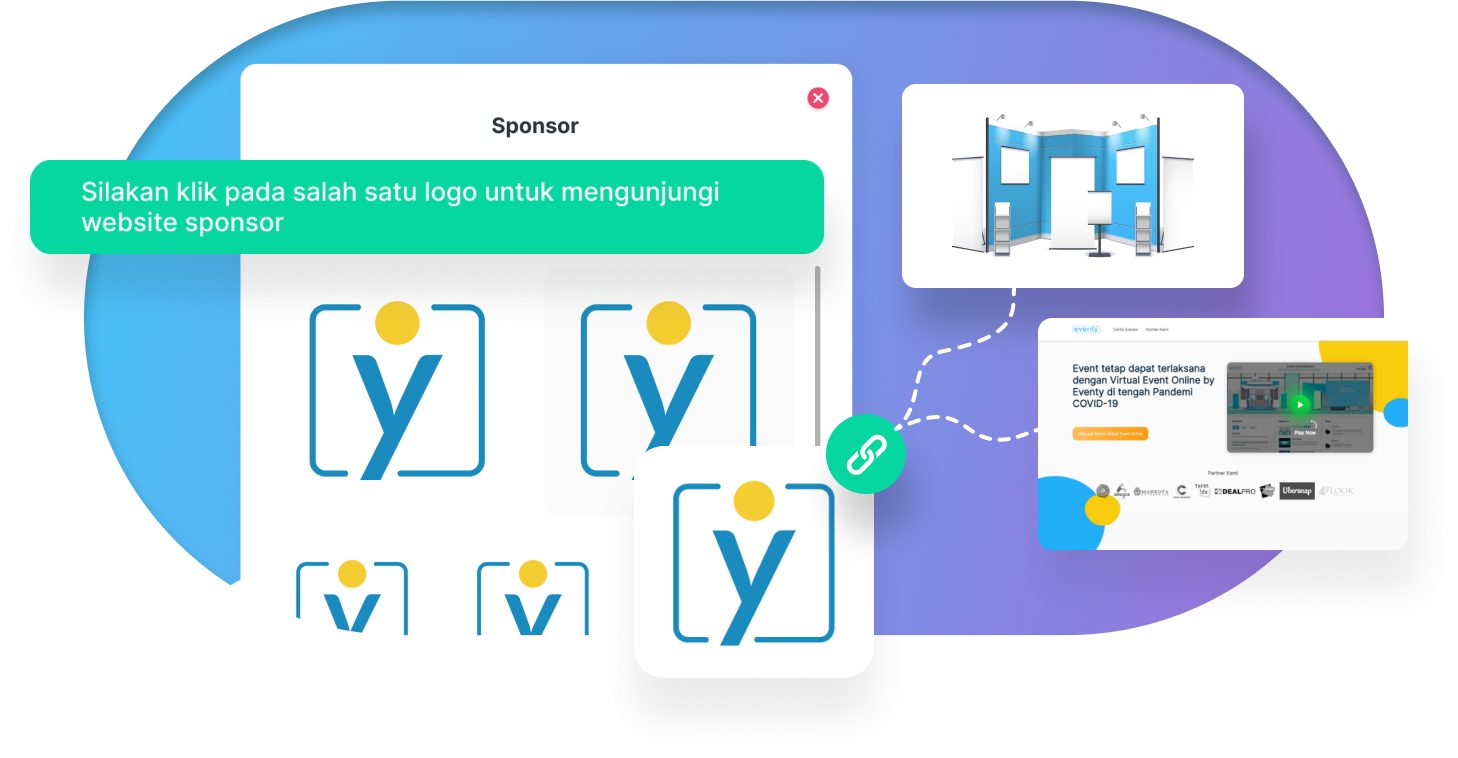 Sponsor
Silakan klik pada salah satu logo untuk mengunjungi
website sponsor
y
y
y
y
y
eventy
Cerita Sukses
Kontak Kami
Event tetap dapat terlaksana
dengan Virtual Event Online by
Eventy di tengah Pandemi
COVID-19
Play Now
Partner Kami
MAHKOTA
DEALPRO
Ubersnap
LOOK